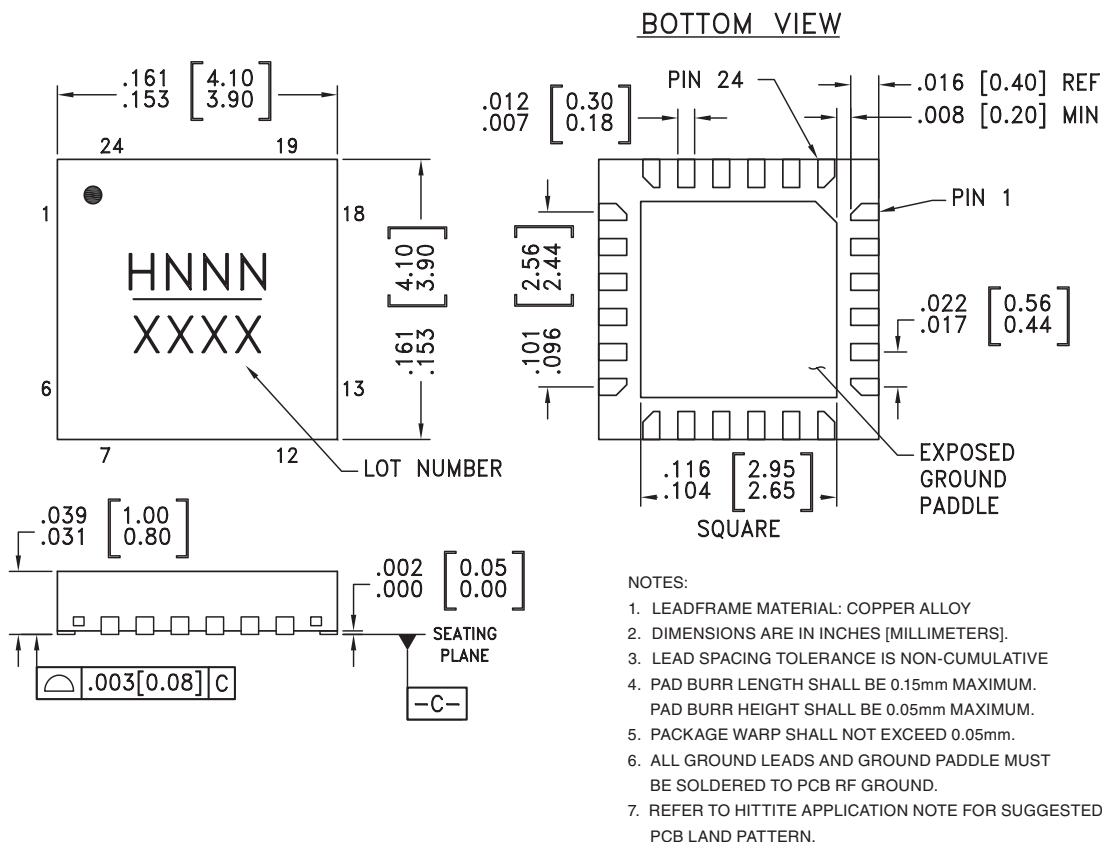 BOTTOM VIEW
.161 [4.10]
.153 [3.90]
24
19
1
18
HNNN
XXXX
6
13
7
12
LOT NUMBER
.161 [4.10]
.153 [3.90]
PIN 24
.012 [0.30]
.007 [0.18]
.016 [0.40] REF
.008 [0.20] MIN
PIN 1
.101 [2.56]
.096 [2.44]
.022 [0.56]
.017 [0.44]
.116 [2.95]
.104 [2.65]
SQUARE
EXPOSED
GROUND
PADDLE
.039 [1.00]
.031 [0.80]
.002 [0.05]
.000 [0.00]
SEATING
PLANE
.003[0.08] C
-C-
NOTES:
1. LEADFRAME MATERIAL: COPPER ALLOY
2. DIMENSIONS ARE IN INCHES [MILLIMETERS].
3. LEAD SPACING TOLERANCE IS NON-CUMULATIVE
4. PAD BURR LENGTH SHALL BE 0.15mm MAXIMUM.
PAD BURR HEIGHT SHALL BE 0.05mm MAXIMUM.
5. PACKAGE WARP SHALL NOT EXCEED 0.05mm.
6. ALL GROUND LEADS AND GROUND PADDLE MUST
BE SOLDERED TO PCB RF GROUND.
7. REFER TO HITTITE APPLICATION NOTE FOR SUGGESTED
PCB LAND PATTERN.